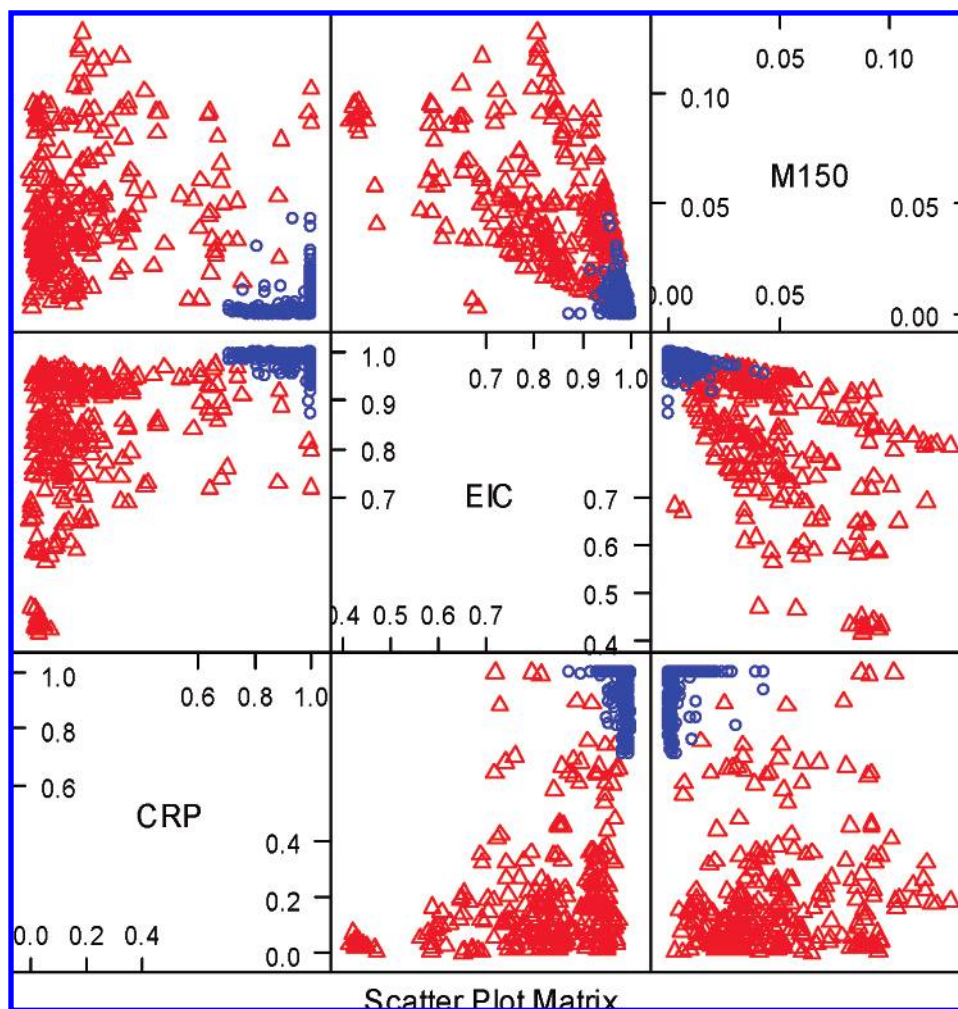 0.05 0.10
0.10
M150
0.05 0.05
0.00 0.05
0.00
1.0 0.7 0.8 0.9 1.0
0.9
0.8
0.7 EIC 0.7
0.6
0.5
0.4 0.5 0.6 0.7 0.4
1.0 0.6 0.8 1.0
0.8
0.6
CRP
0.4
0.2
0.0 0.2 0.4 0.0
Scatter Plot Matrix